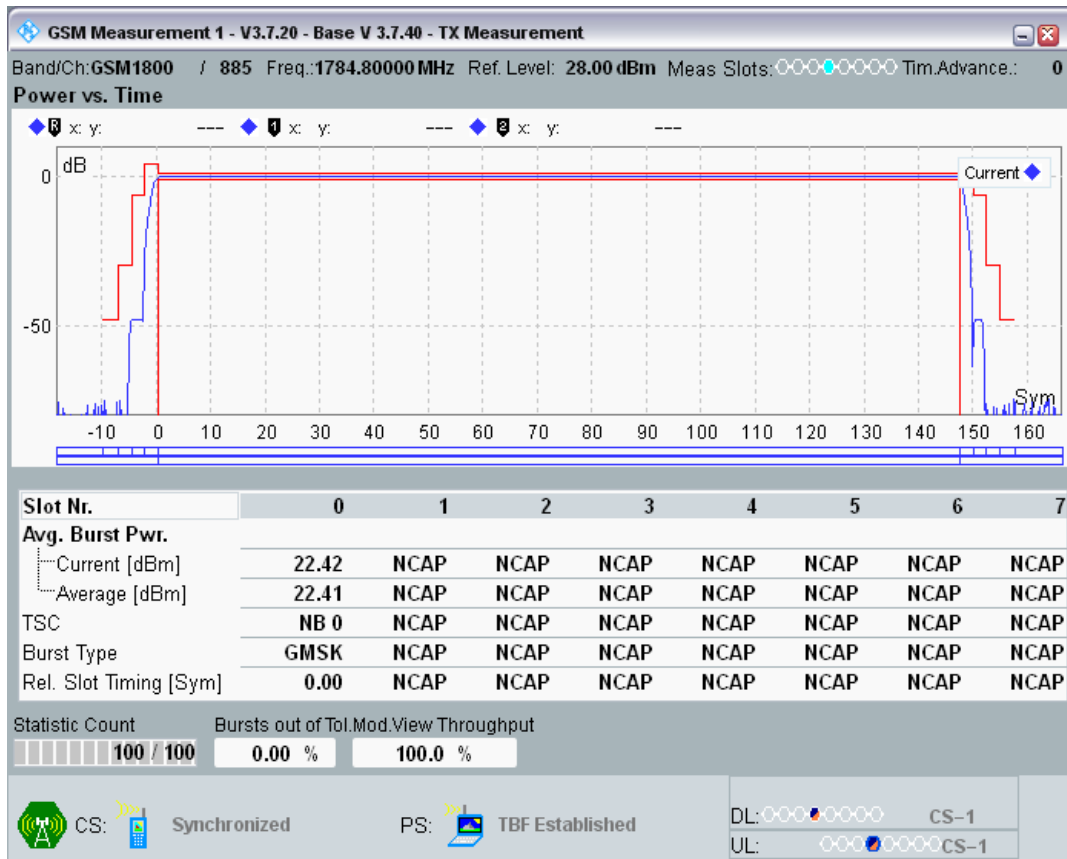 GSM Measurement 1 - V3.7.20 - Base V 3.7.40 - TX Measurement
Band/Ch:GSM1800 / 885 Freq.:1784.80000 MHz Ref. Level: 28.00 dBm Meas Slots: Tim.Advance.: 0
Power vs. Time
R x: y: --- 1 x: y: --- 2 x: y: ---
dB
0
Current
-50
Sym
-10 0 10 20 30 40 50 60 70 80 90 100 110 120 130 140 150 160
Slot Nr. 0 1 2 3 4 5 6 7
Avg. Burst Pwr.
Current [dBm] 22.42 NCAP NCAP NCAP NCAP NCAP NCAP NCAP
Average [dBm] 22.41 NCAP NCAP NCAP NCAP NCAP NCAP NCAP
TSC NB 0 NCAP NCAP NCAP NCAP NCAP NCAP NCAP
Burst Type GMSK NCAP NCAP NCAP NCAP NCAP NCAP NCAP
Rel. Slot Timing [Sym] 0.00 NCAP NCAP NCAP NCAP NCAP NCAP NCAP
Statistic Count Bursts out of Tol. Mod.View Throughput
100 / 100 0.00 % 100.0 %
CS: Synchronized PS: TBF Established
DL: CS-1
UL: CS-1